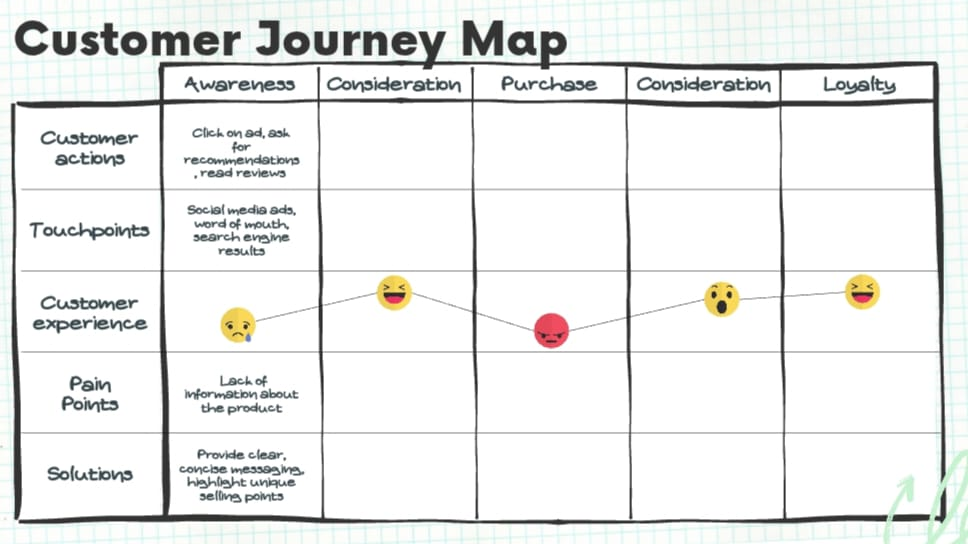 Customer Journey Map
Awareness
Consideration
Purchase
Consideration
Loyalty
Customer
actions
Click on ad, ask
for
recommendations
, read reviews
Touchpoints
Social media ads,
word of mouth,
search engine
results
Customer
experience
Pain
Points
Lack of
information about
the product
Solutions
Provide clear,
concise messaging,
highlight unique
selling points